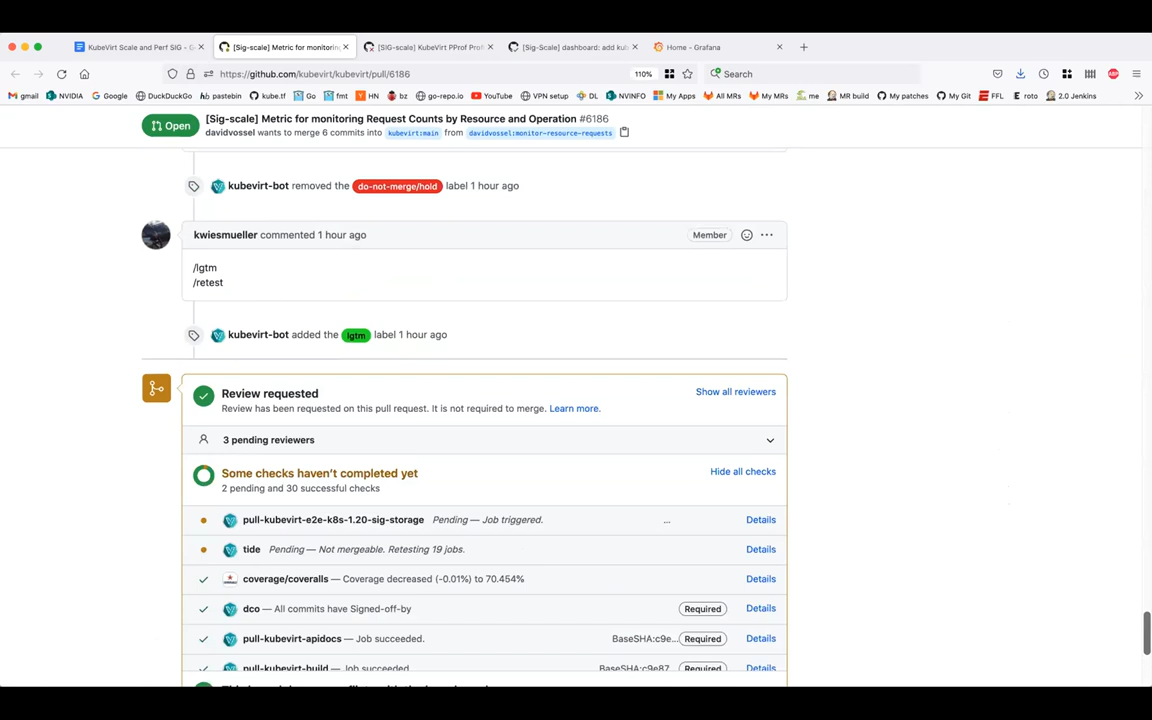 KubeVirt Scale and Perf SIG - G
[Sig-scale] Metric for monitorin
[SIG-scale] KubeVirt PProf Prof
[Sig-Scale] dashboard: add kub
Home - Grafana
https://github.com/kubevirt/kubevirt/pull/6186
110%
Search
gmail
NVIDIA
Google
DuckDuckGo
pastebin
kube.tf
Go
fmt
HN
bz
go-repo.io
YouTube
VPN setup
DL
NVINFO
My Apps
All MRs
My MRs
me
MR build
My patches
My Git
FFL
roto
2.0 Jenkins
Open
[Sig-scale] Metric for monitoring Request Counts by Resource and Operation #6186
davidvossel wants to merge 6 commits into kubevirt:main from davidvossel:monitor-resource-requests
kubevirt-bot removed the do-not-merge/hold label 1 hour ago
kwiesmueller commented 1 hour ago
Member
/lgtm
/retest
kubevirt-bot added the lgtm label 1 hour ago
Review requested
Show all reviewers
Review has been requested on this pull request. It is not required to merge. Learn more.
3 pending reviewers
Some checks haven't completed yet
Hide all checks
2 pending and 30 successful checks
pull-kubevirt-e2e-k8s-1.20-sig-storage Pending — Job triggered. ... Details
tide Pending — Not mergeable. Retesting 19 jobs. Details
coverage/coveralls — Coverage decreased (-0.01%) to 70.454% Details
dco — All commits have Signed-off-by Required Details
pull-kubevirt-apidocs — Job succeeded. BaseSHA:c9e... Required Details
pull-kubevirt-build — Job succeeded. BaseSHA:c9e87... Required Details